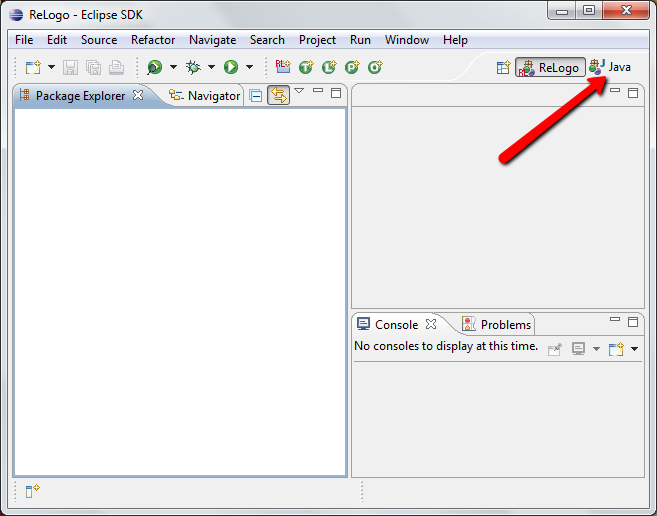 ReLogo - Eclipse SDK
File Edit Source Refactor Navigate Search Project Run Window Help
ReLogo Java
Package Explorer Navigator
Console Problems
No consoles to display at this time.